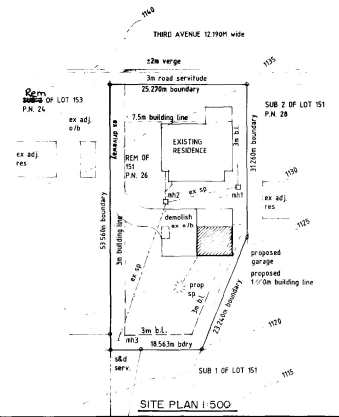 1140
THIRD AVENUE 12.190M wide
±2m verge
1135
3m road servitude
25.270m boundary
Rem
SUB 8 OF LOT 153
P.N. 24
SUB 2 OF LOT 151
P.N. 28
ex adj.
o/b
ex driveway
7.5m building line
3m b.l.
EXISTING
RESIDENCE
31.260m boundary
ex adj.
res
REM OF
151
P.N. 26
1130
ex sp
mh2
mh1
ex adj.
res
53.560m boundary
3m building line
demolish
ex o/b
1125
ex sp
proposed
garage
proposed
building line
prop
sp
3m b.l.
23.240m boundary
1120
3m b.l.
mh3
18.563m bdry
s&d
serv.
SUB 1 OF LOT 151
1115
SITE PLAN 1:500